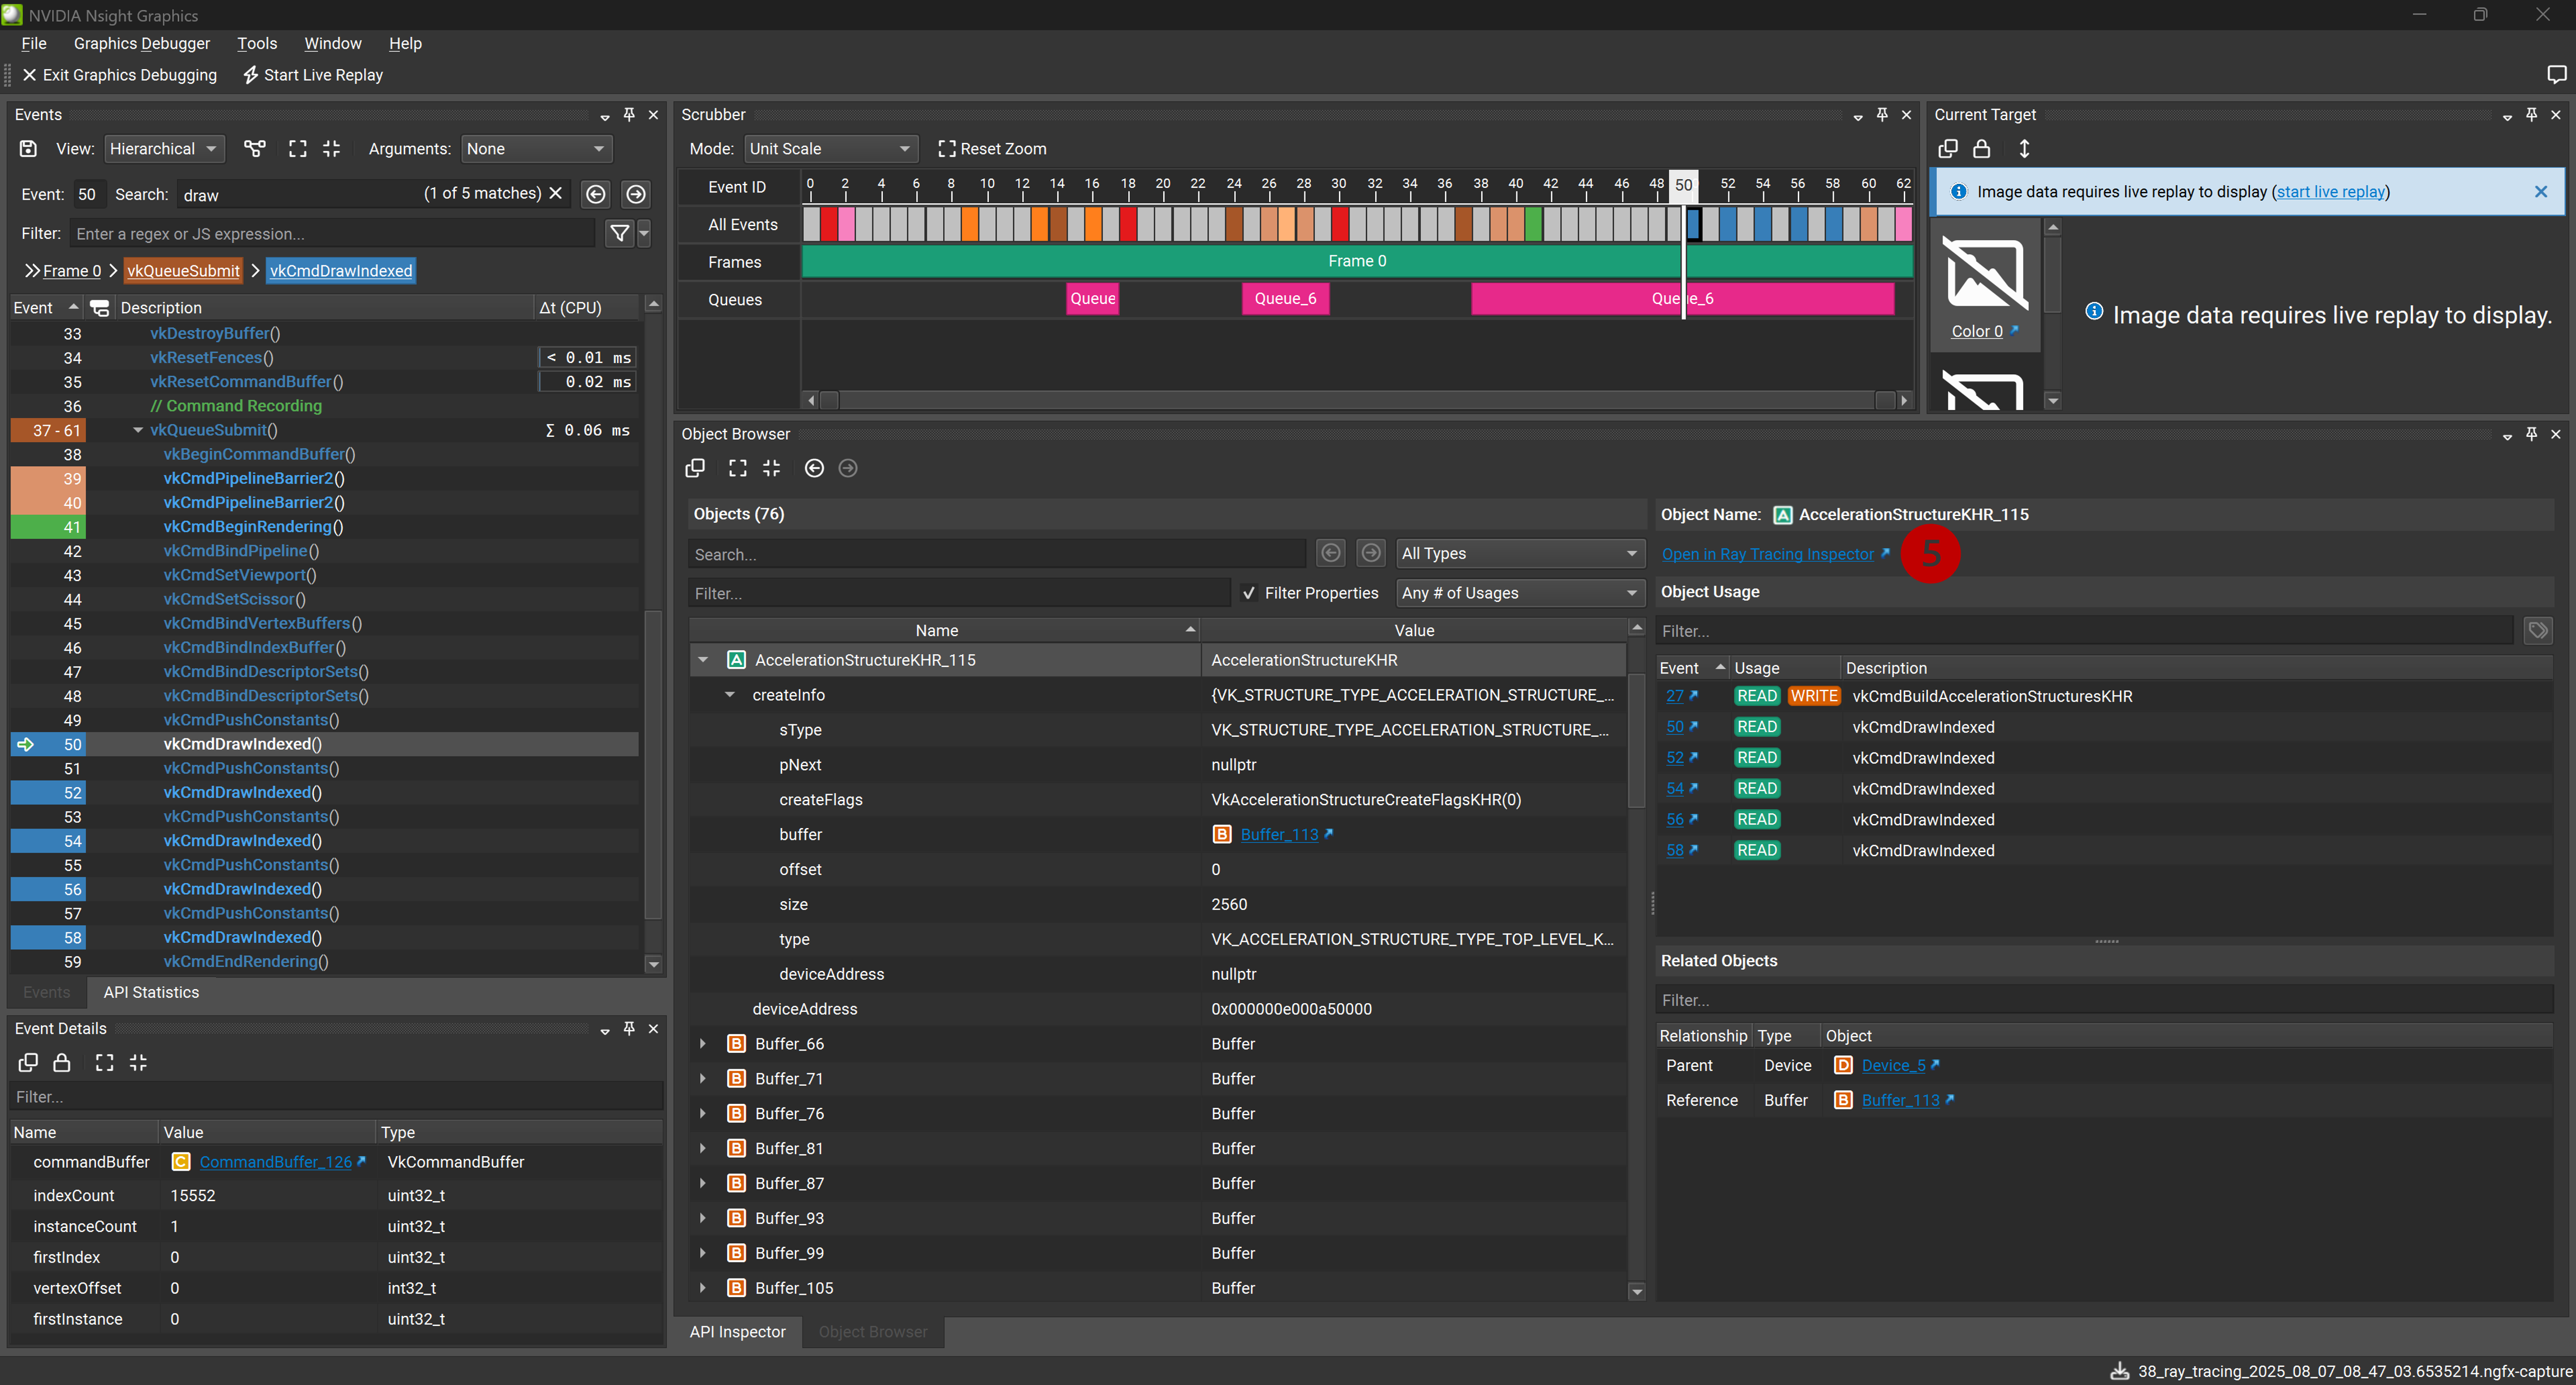 NVIDIA Nsight Graphics
File Graphics Debugger Tools Window Help
Exit Graphics Debugging Start Live Replay
Events
View: Hierarchical Arguments: None
Event: 50 Search: draw (1 of 5 matches)
Filter: Enter a regex or JS expression...
Frame 0 > vkQueueSubmit > vkCmdDrawIndexed
Event Description Δt (CPU)
33 vkDestroyBuffer()
34 vkResetFences() < 0.01 ms
35 vkResetCommandBuffer() 0.02 ms
36 // Command Recording
37 - 61 vkQueueSubmit() Σ 0.06 ms
38 vkBeginCommandBuffer()
39 vkCmdPipelineBarrier2()
40 vkCmdPipelineBarrier2()
41 vkCmdBeginRendering()
42 vkCmdBindPipeline()
43 vkCmdSetViewport()
44 vkCmdSetScissor()
45 vkCmdBindVertexBuffers()
46 vkCmdBindIndexBuffer()
47 vkCmdBindDescriptorSets()
48 vkCmdBindDescriptorSets()
49 vkCmdPushConstants()
50 vkCmdDrawIndexed()
51 vkCmdPushConstants()
52 vkCmdDrawIndexed()
53 vkCmdPushConstants()
54 vkCmdDrawIndexed()
55 vkCmdPushConstants()
56 vkCmdDrawIndexed()
57 vkCmdPushConstants()
58 vkCmdDrawIndexed()
59 vkCmdEndRendering()
Events API Statistics
Event Details
Filter...
Name Value Type
commandBuffer C CommandBuffer_126 VkCommandBuffer
indexCount 15552 uint32_t
instanceCount 1 uint32_t
firstIndex 0 uint32_t
vertexOffset 0 int32_t
firstInstance 0 uint32_t
Scrubber
Mode: Unit Scale Reset Zoom
Event ID 0 2 4 6 8 10 12 14 16 18 20 22 24 26 28 30 32 34 36 38 40 42 44 46 48 50 52 54 56 58 60 62
All Events
Frames Frame 0
Queues Queue Queue_6 Queue_6
Current Target
Image data requires live replay to display (start live replay)
Color 0
Image data requires live replay to display.
Object Browser
Objects (76)
Search... All Types
Filter... Filter Properties Any # of Usages
Name Value
A AccelerationStructureKHR_115 AccelerationStructureKHR
createInfo {VK_STRUCTURE_TYPE_ACCELERATION_STRUCTURE_...
sType VK_STRUCTURE_TYPE_ACCELERATION_STRUCTURE_...
pNext nullptr
createFlags VkAccelerationStructureCreateFlagsKHR(0)
buffer B Buffer_113
offset 0
size 2560
type VK_ACCELERATION_STRUCTURE_TYPE_TOP_LEVEL_K...
deviceAddress nullptr
deviceAddress 0x000000e000a50000
B Buffer_66 Buffer
B Buffer_71 Buffer
B Buffer_76 Buffer
B Buffer_81 Buffer
B Buffer_87 Buffer
B Buffer_93 Buffer
B Buffer_99 Buffer
B Buffer_105 Buffer
API Inspector Object Browser
Object Name: A AccelerationStructureKHR_115
Open in Ray Tracing Inspector 5
Object Usage
Filter...
Event Usage Description
27 READ WRITE vkCmdBuildAccelerationStructuresKHR
50 READ vkCmdDrawIndexed
52 READ vkCmdDrawIndexed
54 READ vkCmdDrawIndexed
56 READ vkCmdDrawIndexed
58 READ vkCmdDrawIndexed
Related Objects
Filter...
Relationship Type Object
Parent Device D Device_5
Reference Buffer B Buffer_113
38_ray_tracing_2025_08_07_08_47_03.6535214.ngfx-capture